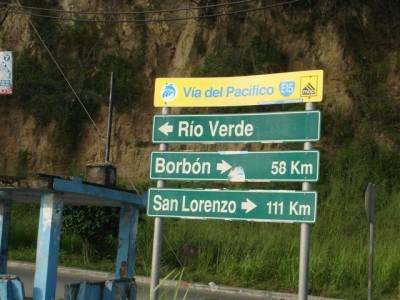 Vía del Pacífico E15
← Río Verde
Borbón → 58 Km
San Lorenzo → 111 Km